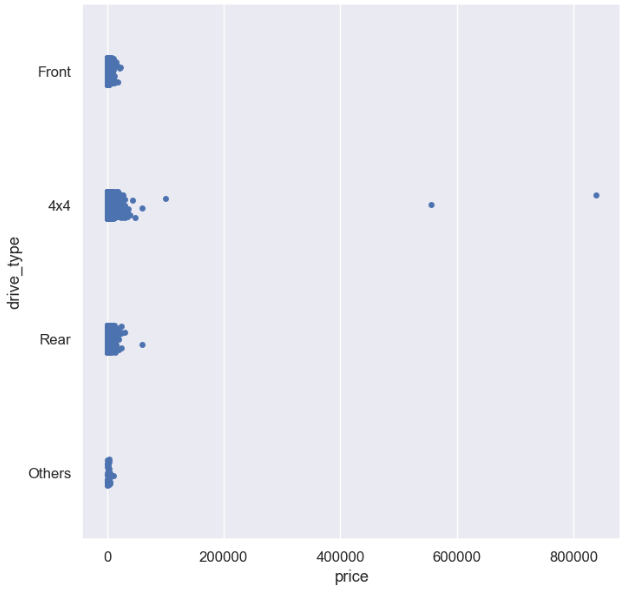 Front
4x4
Rear
Others
drive_type
0
200000
400000
600000
800000
price